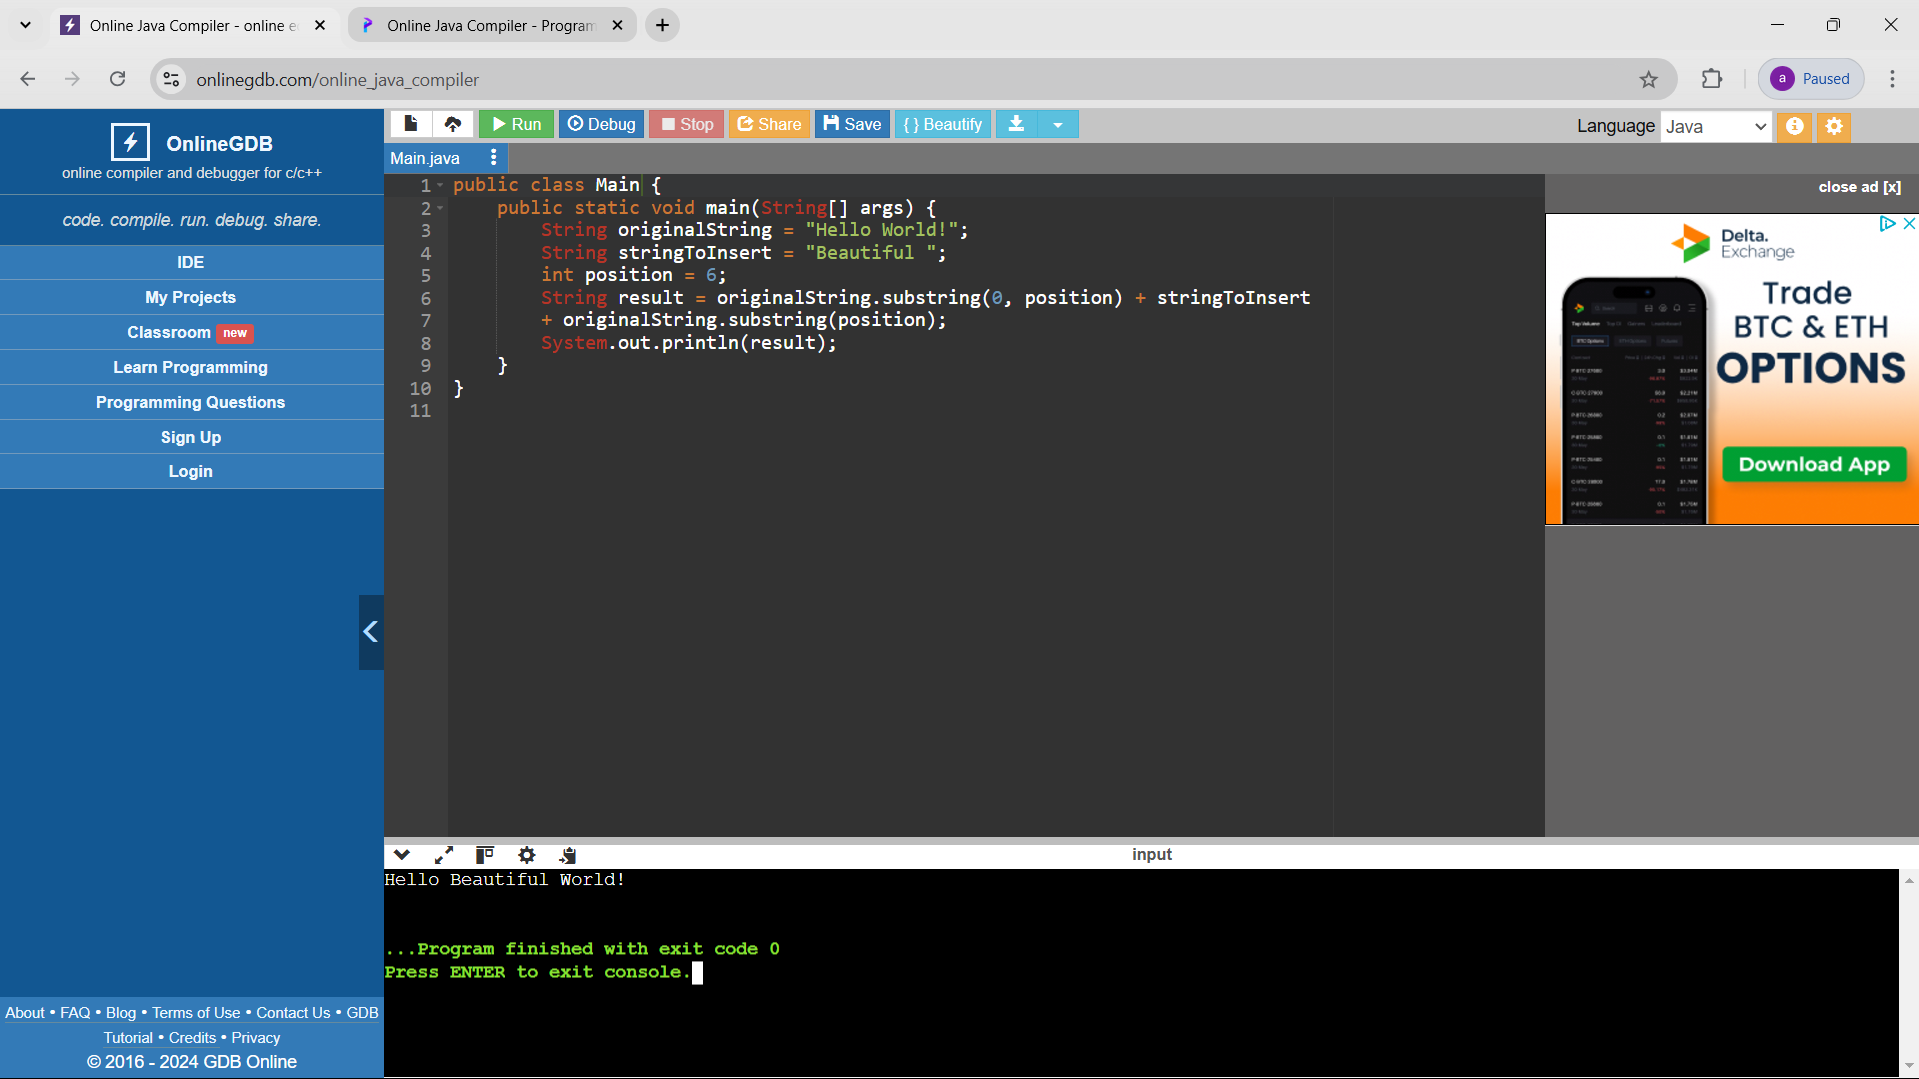 Online Java Compiler - online e
Online Java Compiler - Program
onlinegdb.com/online_java_compiler
a Paused
OnlineGDB
online compiler and debugger for c/c++
code. compile. run. debug. share.
IDE
My Projects
Classroom new
Learn Programming
Programming Questions
Sign Up
Login
About • FAQ • Blog • Terms of Use • Contact Us • GDB
Tutorial • Credits • Privacy
© 2016 - 2024 GDB Online
Run Debug Stop Share Save { } Beautify
Language Java
Main.java
1 public class Main {
2 public static void main(String[] args) {
3 String originalString = "Hello World!";
4 String stringToInsert = "Beautiful ";
5 int position = 6;
6 String result = originalString.substring(0, position) + stringToInsert
7 + originalString.substring(position);
8 System.out.println(result);
9 }
10 }
11
close ad [x]
Delta.
Exchange
Trade
BTC & ETH
OPTIONS
Download App
input
Hello Beautiful World!
...Program finished with exit code 0
Press ENTER to exit console.